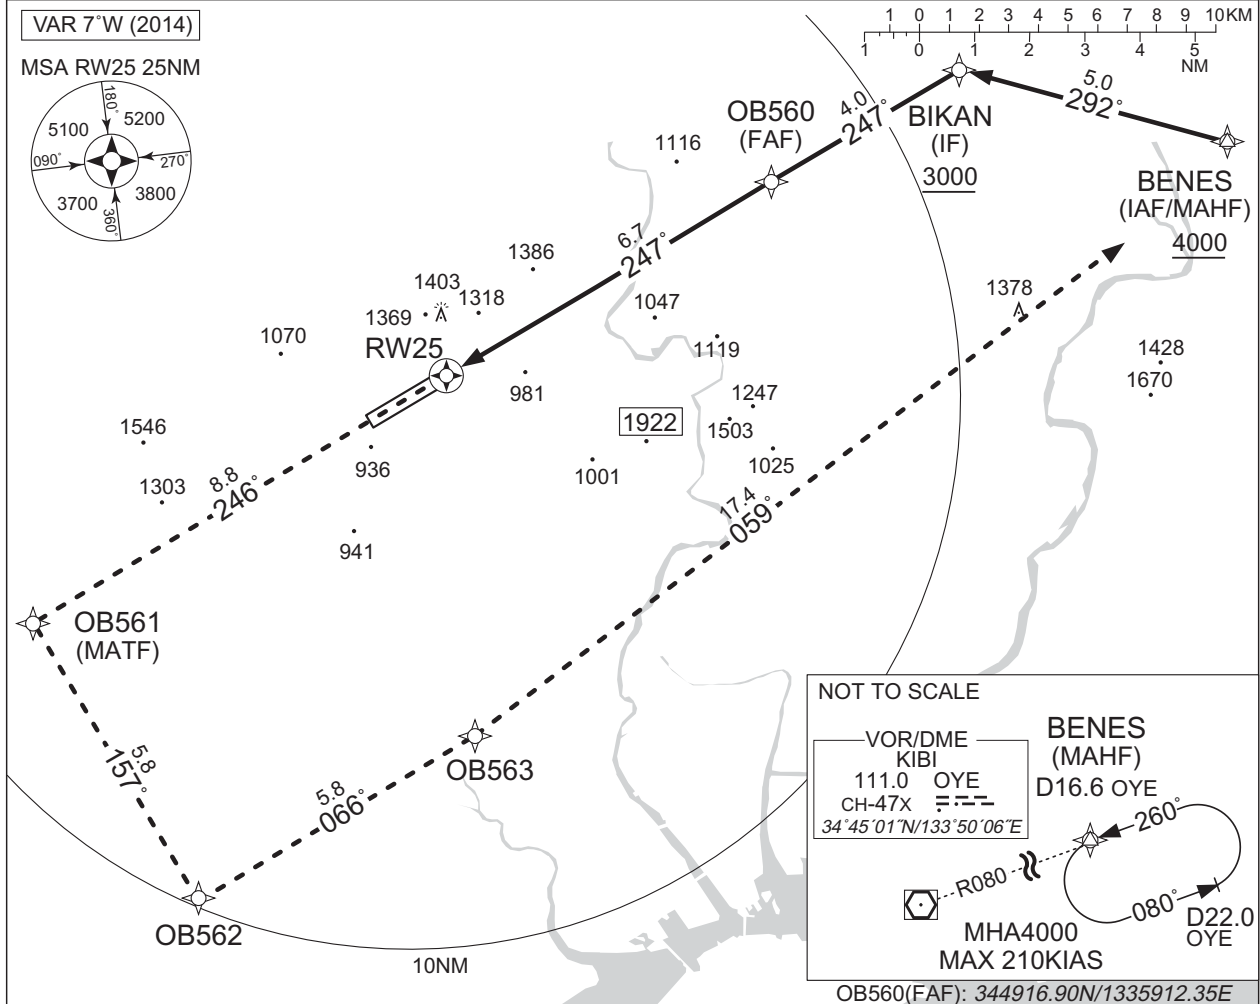 VAR 7°W (2014)
MSA RW25 25NM
180°
5100
5200
090°
270°
3700
3800
360°
1 0 1 2 3 4 5 6 7 8 9 10KM
1 0 1 2 3 4 5
NM
5.0
292°
4.0
247°
BIKAN
(IF)
3000
OB560
(FAF)
1116
BENES
(IAF/MAHF)
4000
6.7
247°
1386
1403
1318
1369
1070
RW25
1047
1378
1119
1428
1670
981
1247
1922
1503
1546
936
1001
1025
1303
8.8
246°
17.4
059°
941
OB561
(MATF)
5.8
157°
OB563
5.8
066°
OB562
10NM
NOT TO SCALE
VOR/DME
KIBI
111.0 OYE
CH-47X
34°45′01″N/133°50′06″E
BENES
(MAHF)
D16.6 OYE
260°
R080
080°
D22.0
OYE
MHA4000
MAX 210KIAS
OB560(FAF): 344916.90N/1335912.35E